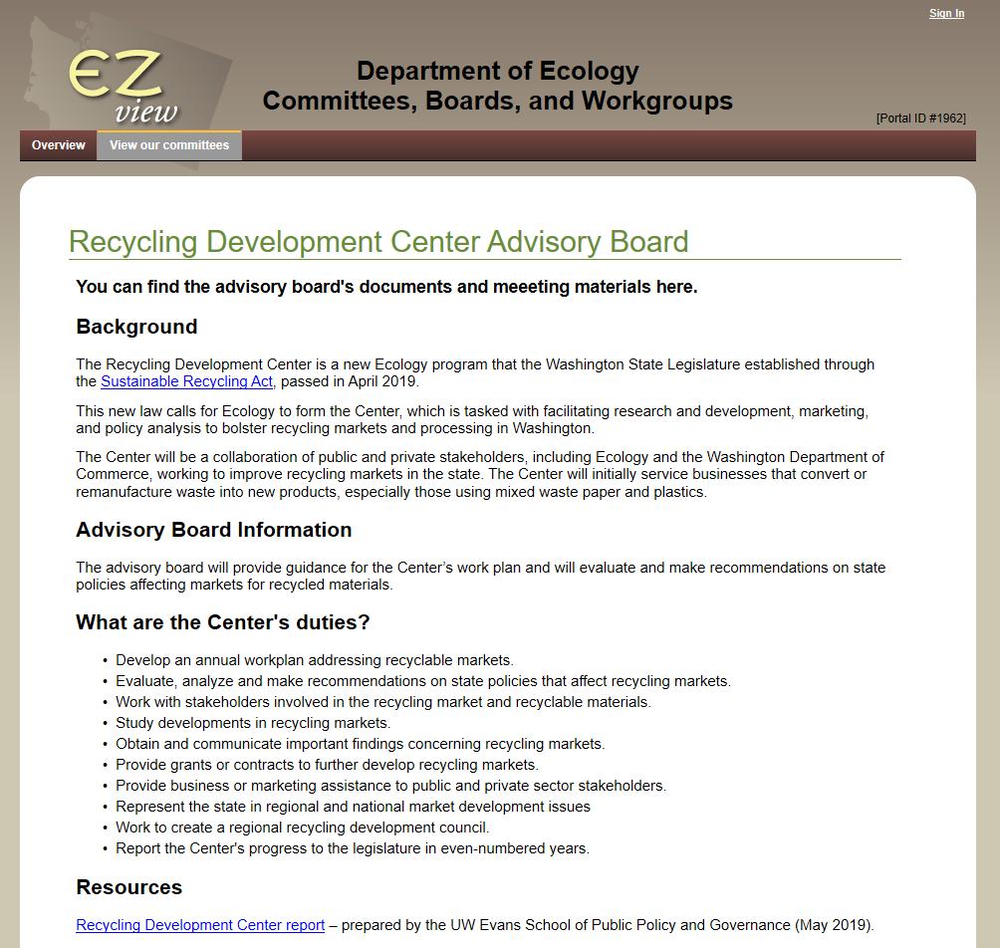 Sign In
EZ
view
Department of Ecology
Committees, Boards, and Workgroups
[Portal ID #1962]
Overview
View our committees
Recycling Development Center Advisory Board
You can find the advisory board's documents and meeeting materials here.
Background
The Recycling Development Center is a new Ecology program that the Washington State Legislature established through
the Sustainable Recycling Act, passed in April 2019.
This new law calls for Ecology to form the Center, which is tasked with facilitating research and development, marketing,
and policy analysis to bolster recycling markets and processing in Washington.
The Center will be a collaboration of public and private stakeholders, including Ecology and the Washington Department of
Commerce, working to improve recycling markets in the state. The Center will initially service businesses that convert or
remanufacture waste into new products, especially those using mixed waste paper and plastics.
Advisory Board Information
The advisory board will provide guidance for the Center’s work plan and will evaluate and make recommendations on state
policies affecting markets for recycled materials.
What are the Center's duties?
• Develop an annual workplan addressing recyclable markets.
• Evaluate, analyze and make recommendations on state policies that affect recycling markets.
• Work with stakeholders involved in the recycling market and recyclable materials.
• Study developments in recycling markets.
• Obtain and communicate important findings concerning recycling markets.
• Provide grants or contracts to further develop recycling markets.
• Provide business or marketing assistance to public and private sector stakeholders.
• Represent the state in regional and national market development issues
• Work to create a regional recycling development council.
• Report the Center's progress to the legislature in even-numbered years.
Resources
Recycling Development Center report – prepared by the UW Evans School of Public Policy and Governance (May 2019).